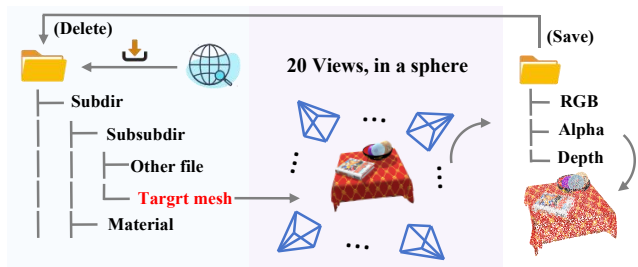 (Delete)
(Save)
20 Views, in a sphere
Subdir
Subsubdir
Other file
Targrt mesh
Material
RGB
Alpha
Depth